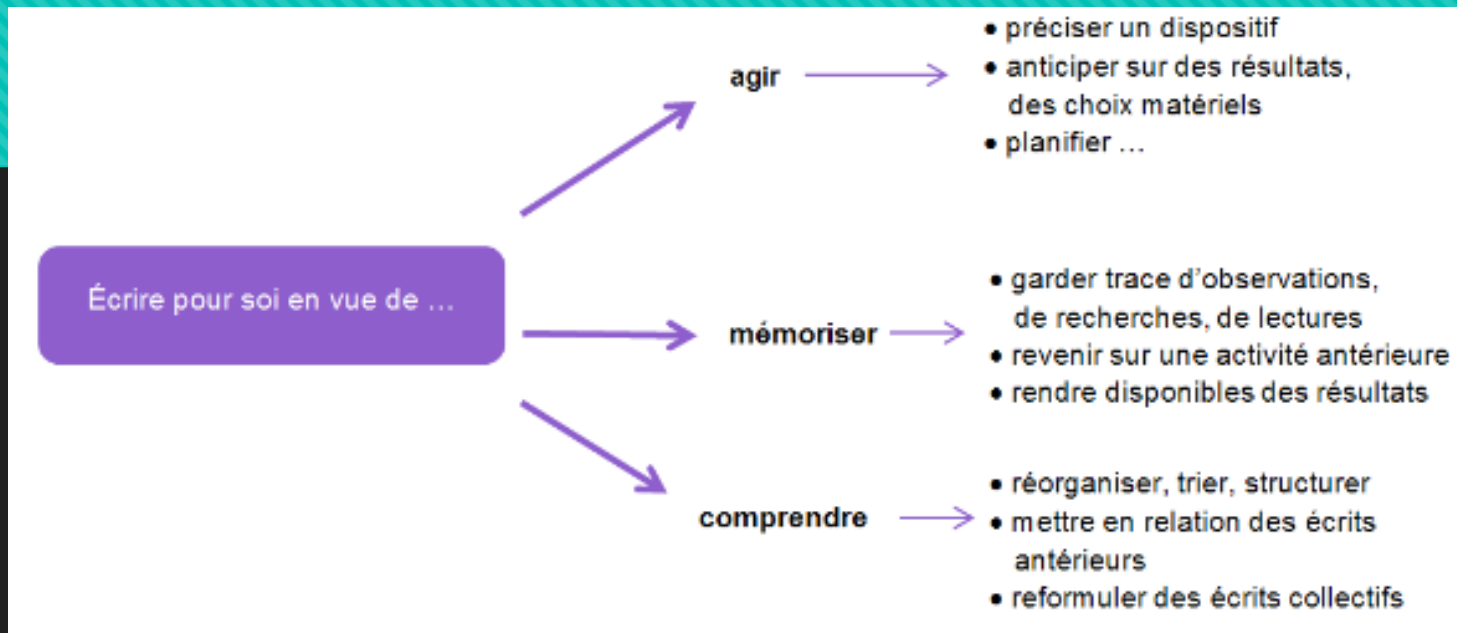 • préciser un dispositif
agir
• anticiper sur des résultats,
des choix matériels
• planifier ...
Écrire pour soi en vue de ...
• garder trace d'observations,
de recherches, de lectures
mémoriser
• revenir sur une activité antérieure
• rendre disponibles des résultats
• réorganiser, trier, structurer
comprendre
• mettre en relation des écrits
antérieurs
• reformuler des écrits collectifs